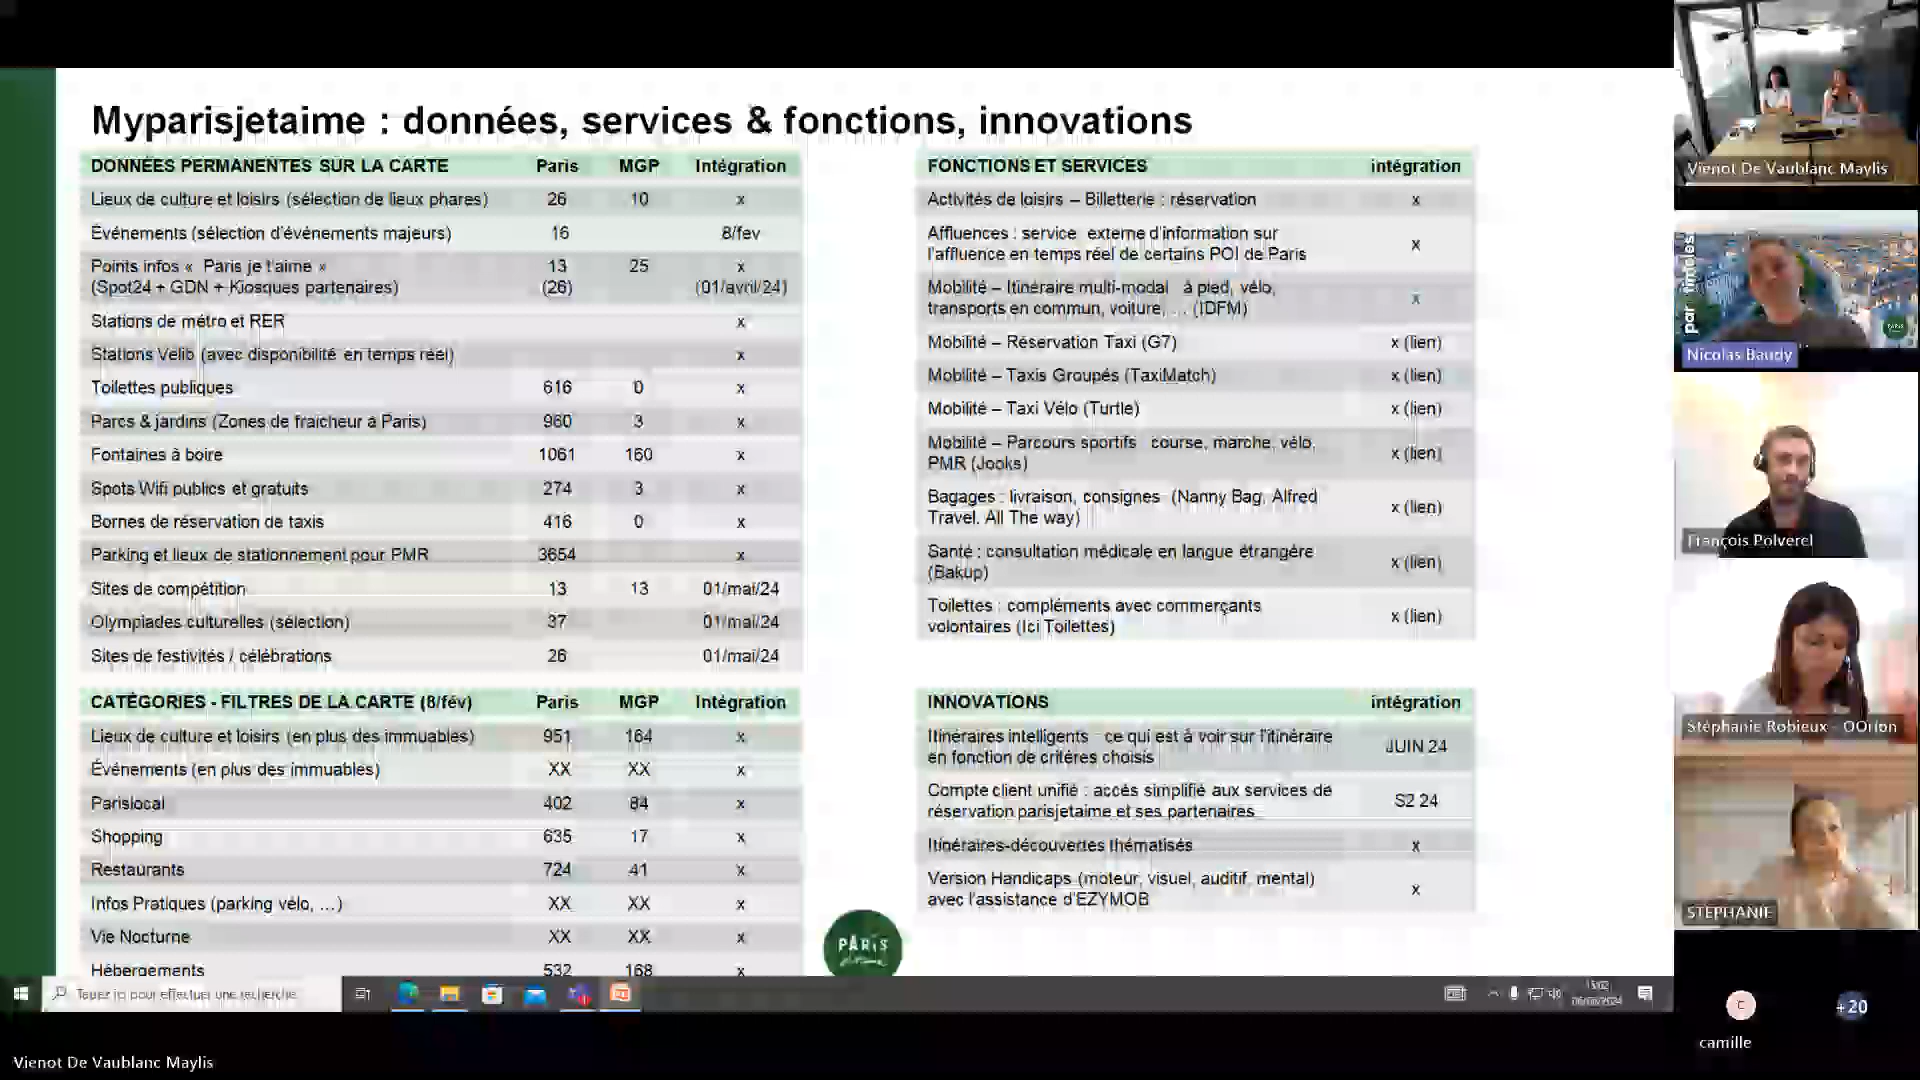 Myparisjetaime : données, services & fonctions, innovations
DONNÉES PERMANENTES SUR LA CARTE Paris MGP Intégration
Lieux de culture et loisirs (sélection de lieux phares) 26 10 x
Événements (sélection d'événements majeurs) 16 8/fev
Points infos « Paris je t'aime » 13 25 x
(Spot24 + GDN + Kiosques partenaires) (26) (01/avril/24)
Stations de métro et RER x
Stations Velib (avec disponibilité en temps réel) x
Toilettes publiques 616 0 x
Parcs & jardins (Zones de fraicheur à Paris) 960 3 x
Fontaines à boire 1061 160 x
Spots Wifi publics et gratuits 274 3 x
Bornes de réservation de taxis 416 0 x
Parking et lieux de stationnement pour PMR 3654 x
Sites de compétition 13 13 01/mai/24
Olympiades culturelles (sélection) 37 01/mai/24
Sites de festivités / célébrations 26 01/mai/24
CATÉGORIES - FILTRES DE LA CARTE (8/fév) Paris MGP Intégration
Lieux de culture et loisirs (en plus des immuables) 951 164 x
Événements (en plus des immuables) XX XX x
Parislocal 402 84 x
Shopping 635 17 x
Restaurants 724 41 x
Infos Pratiques (parking vélo, ...) XX XX x
Vie Nocturne XX XX x
Hébergements 532 168 x
FONCTIONS ET SERVICES intégration
Activités de loisirs – Billetterie : réservation x
Affluences : service externe d'information sur
l'affluence en temps réel de certains POI de Paris x
Mobilité – Itinéraire multi-modal : à pied, vélo,
transports en commun, voiture, ... (IDFM) x
Mobilité – Réservation Taxi (G7) x (lien)
Mobilité – Taxis Groupés (TaxiMatch) x (lien)
Mobilité – Taxi Vélo (Turtle) x (lien)
Mobilité – Parcours sportifs : course, marche, vélo,
PMR (Jooks) x (lien)
Bagages : livraison, consignes (Nanny Bag, Alfred
Travel, All The way) x (lien)
Santé : consultation médicale en langue étrangère
(Bakup) x (lien)
Toilettes : compléments avec commerçants
volontaires (Ici Toilettes) x (lien)
INNOVATIONS intégration
Itinéraires intelligents : ce qui est à voir sur l'itinéraire
en fonction de critères choisis JUIN 24
Compte client unifié : accès simplifié aux services de
réservation parisjetaime et ses partenaires S2 24
Itinéraires-découvertes thématisés x
Version Handicaps (moteur, visuel, auditif, mental)
avec l'assistance d'EZYMOB x
PARIS
Taper ici pour effectuer une recherche
Vienot De Vaublanc Maylis
Nicolas Baudy
François Polverel
Stéphanie Robieux - OOrion
STEPHANIE
C
camille
+20
Vienot De Vaublanc Maylis